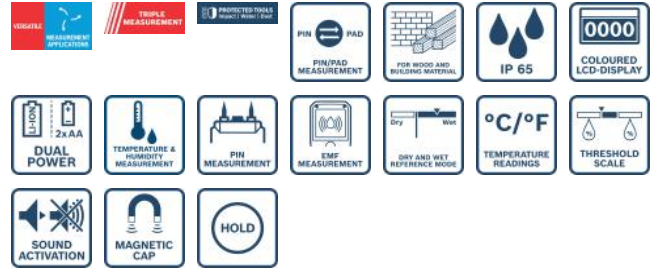 VERSATILE
MEASUREMENT
APPLICATIONS
TRIPLE
MEASUREMENT
PROTECTED TOOLS
Impact | Water | Dust
PIN PAD
PIN/PAD
MEASUREMENT
FOR WOOD AND
BUILDING MATERIAL
IP 65
0000
COLOURED
LCD-DISPLAY
LI-ION
2xAA
DUAL
POWER
TEMPERATURE &
HUMIDITY
MEASUREMENT
PIN
MEASUREMENT
EMF
MEASUREMENT
Dry Wet
DRY AND WET
REFERENCE MODE
°C/°F
TEMPERATURE
READINGS
% %
THRESHOLD
SCALE
SOUND
ACTIVATION
MAGNETIC
CAP
HOLD